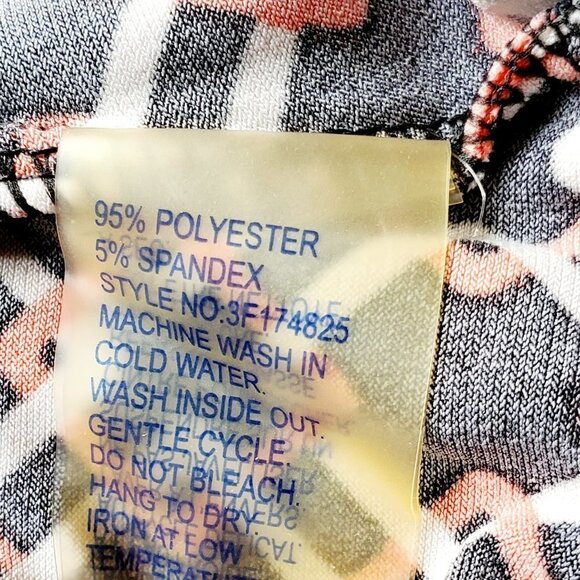 95% POLYESTER
5% SPANDEX
STYLE NO:3F174825
MACHINE WASH IN
COLD WATER.
WASH INSIDE OUT.
GENTLE CYCLE.
DO NOT BLEACH.
HANG TO DRY.
IRON AT LOW
TEMPERATURE